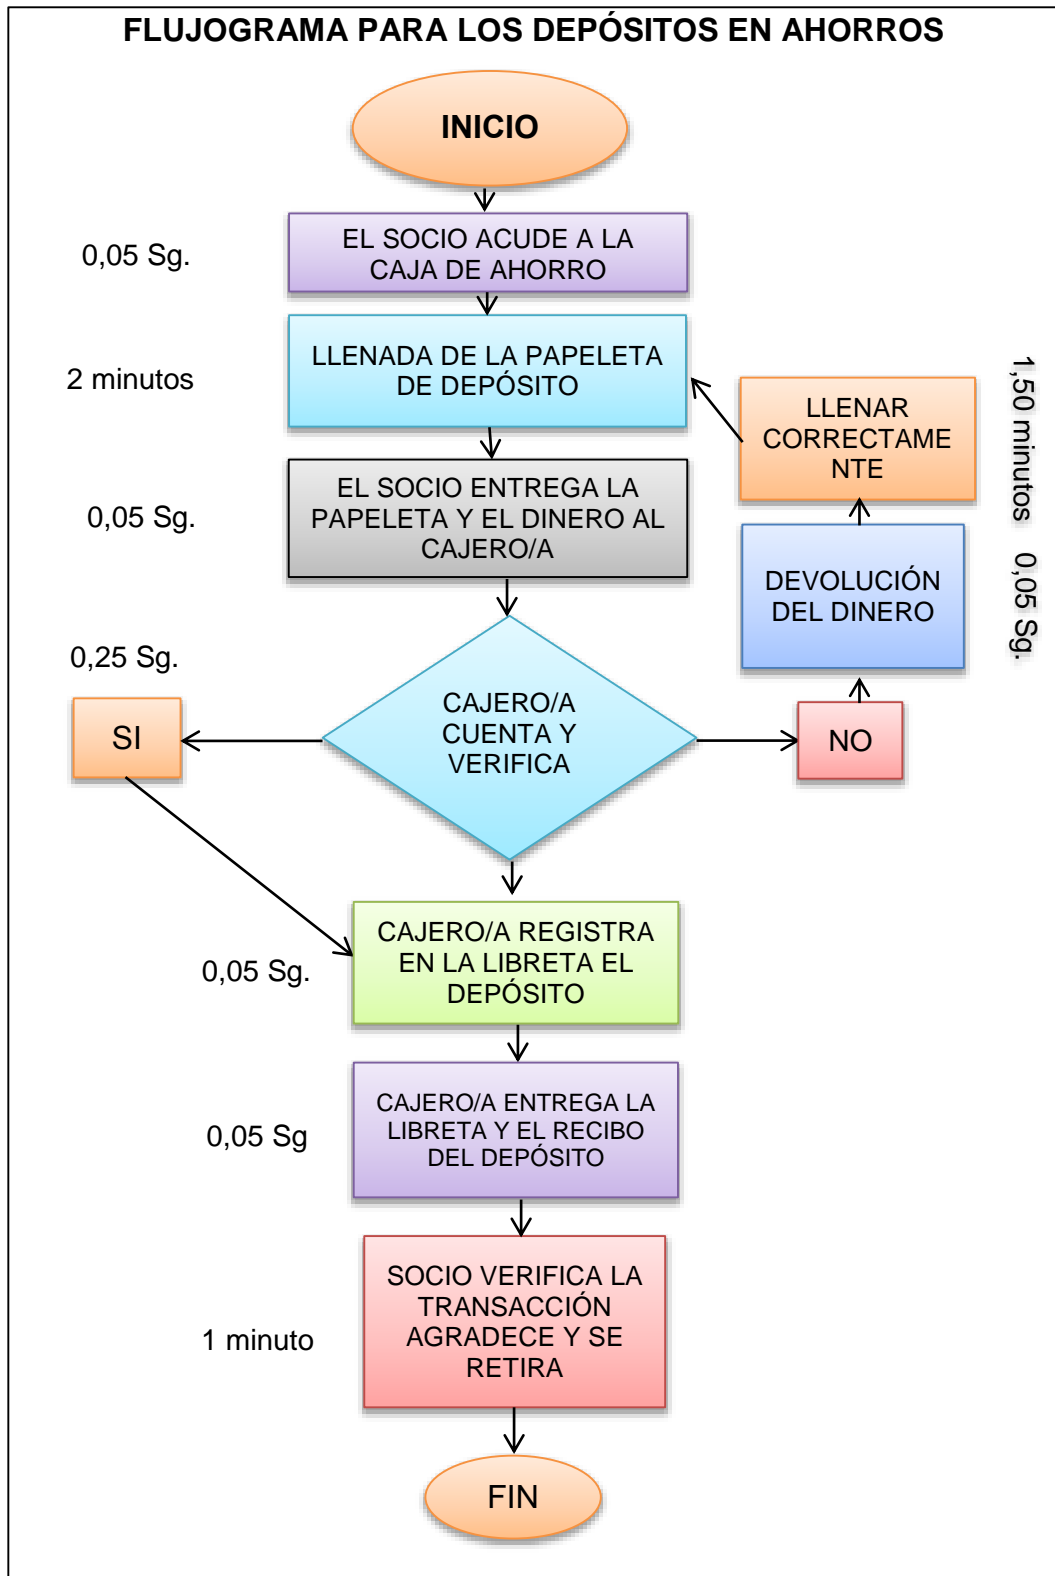 FLUJOGRAMA PARA LOS DEPÓSITOS EN AHORROS
INICIO
0,05 Sg.
EL SOCIO ACUDE A LA
CAJA DE AHORRO
2 minutos
LLENADA DE LA PAPELETA
DE DEPÓSITO
0,05 Sg.
EL SOCIO ENTREGA LA
PAPELETA Y EL DINERO AL
CAJERO/A
LLENAR
CORRECTAME
NTE
1,50 minutos
DEVOLUCIÓN
DEL DINERO
0,05 Sg.
0,25 Sg.
SI
CAJERO/A
CUENTA Y
VERIFICA
NO
0,05 Sg.
CAJERO/A REGISTRA
EN LA LIBRETA EL
DEPÓSITO
0,05 Sg
CAJERO/A ENTREGA LA
LIBRETA Y EL RECIBO
DEL DEPÓSITO
1 minuto
SOCIO VERIFICA LA
TRANSACCIÓN
AGRADECE Y SE
RETIRA
FIN